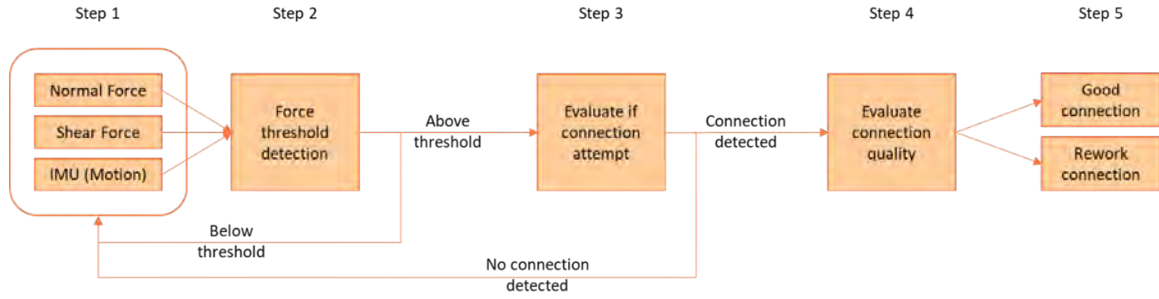 Step 1
Step 2
Step 3
Step 4
Step 5
Normal Force
Shear Force
IMU (Motion)
Force
threshold
detection
Above
threshold
Evaluate if
connection
attempt
Connection
detected
Evaluate
connection
quality
Good
connection
Rework
connection
Below
threshold
No connection
detected